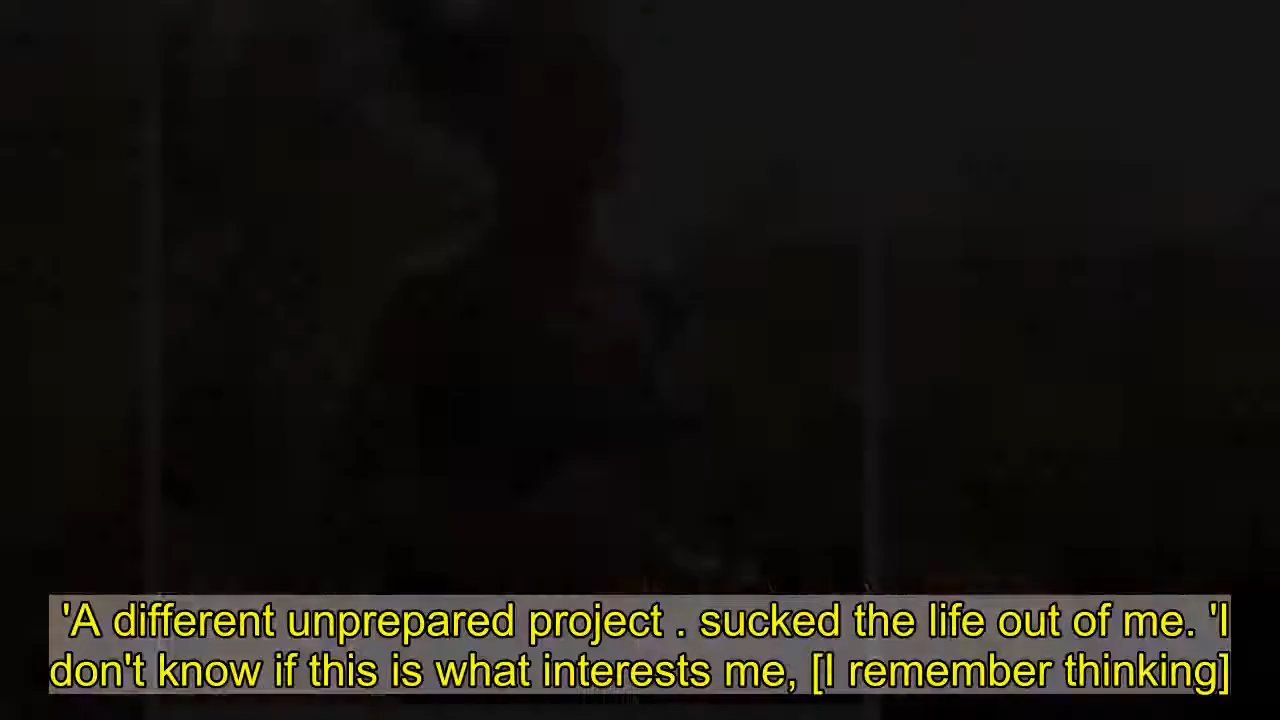 'A different unprepared project . sucked the life out of me. 'I
don't know if this is what interests me, [I remember thinking]